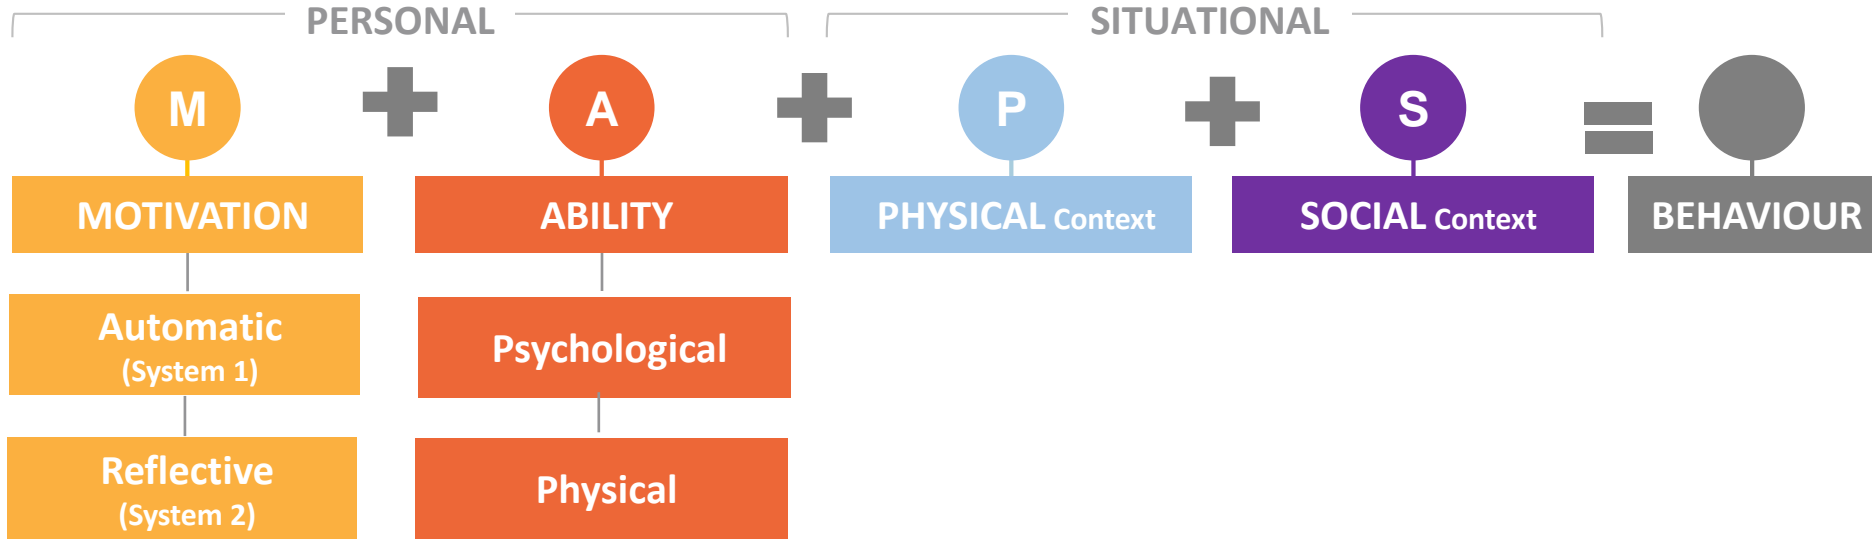 PERSONAL
SITUATIONAL
M
A
P
S
MOTIVATION
ABILITY
PHYSICAL Context
SOCIAL Context
BEHAVIOUR
Automatic
(System 1)
Psychological
Reflective
(System 2)
Physical